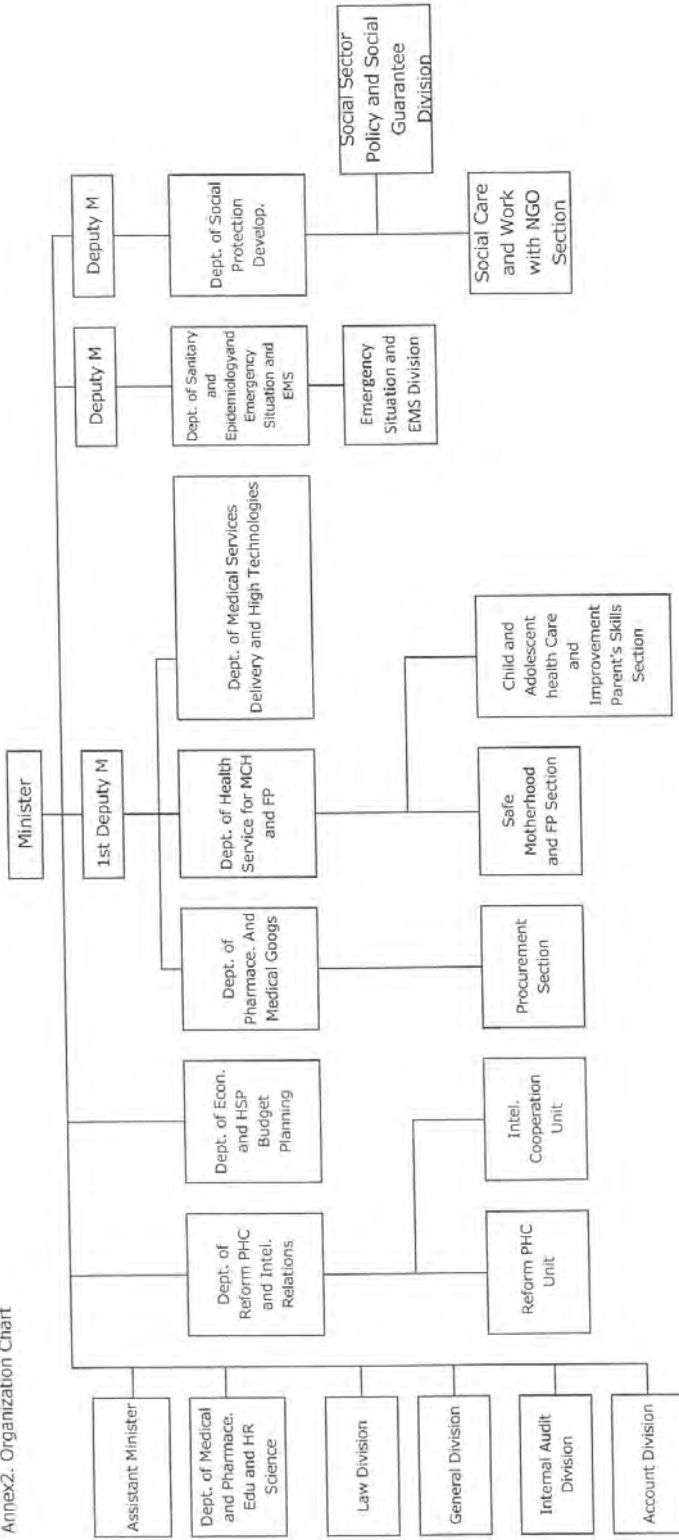 Annex2. Organization Chart
Minister
1st Deputy M
Deputy M
Deputy M
Assistant Minister
Dept. of Medical
and Pharmace.
Edu and HR
Science
Law Division
General Division
Internal Audit
Division
Account Division
Dept. of
Reform PHC
and Intel.
Relations
Dept. of Econ.
and HSP
Budget
Planning
Dept. of
Pharmace. And
Medical Googs
Dept. of Health
Service for MCH
and FP
Dept. of Medical Services
Delivery and High Technologies
Dept. of Sanitary
and
Epidemiologyand
Emergency
Situation and
EMS
Dept. of Social
Protection
Develop.
Reform PHC
Unit
Intel.
Cooperation
Unit
Procurement
Section
Safe
Motherhood
and FP Section
Child and
Adolescent
health Care
and
Improvement
Parent's Skills
Section
Emergency
Situation and
EMS Division
Social Care
and Work
with NGO
Section
Social Sector
Policy and Social
Guarantee
Division